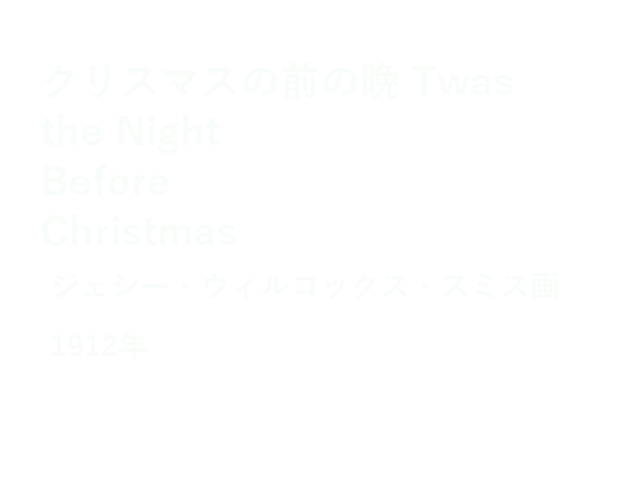 クリスマスの前の晩 Twas
the Night
Before
Christmas
ジェシー・ウィルコックス・スミス画
1912年